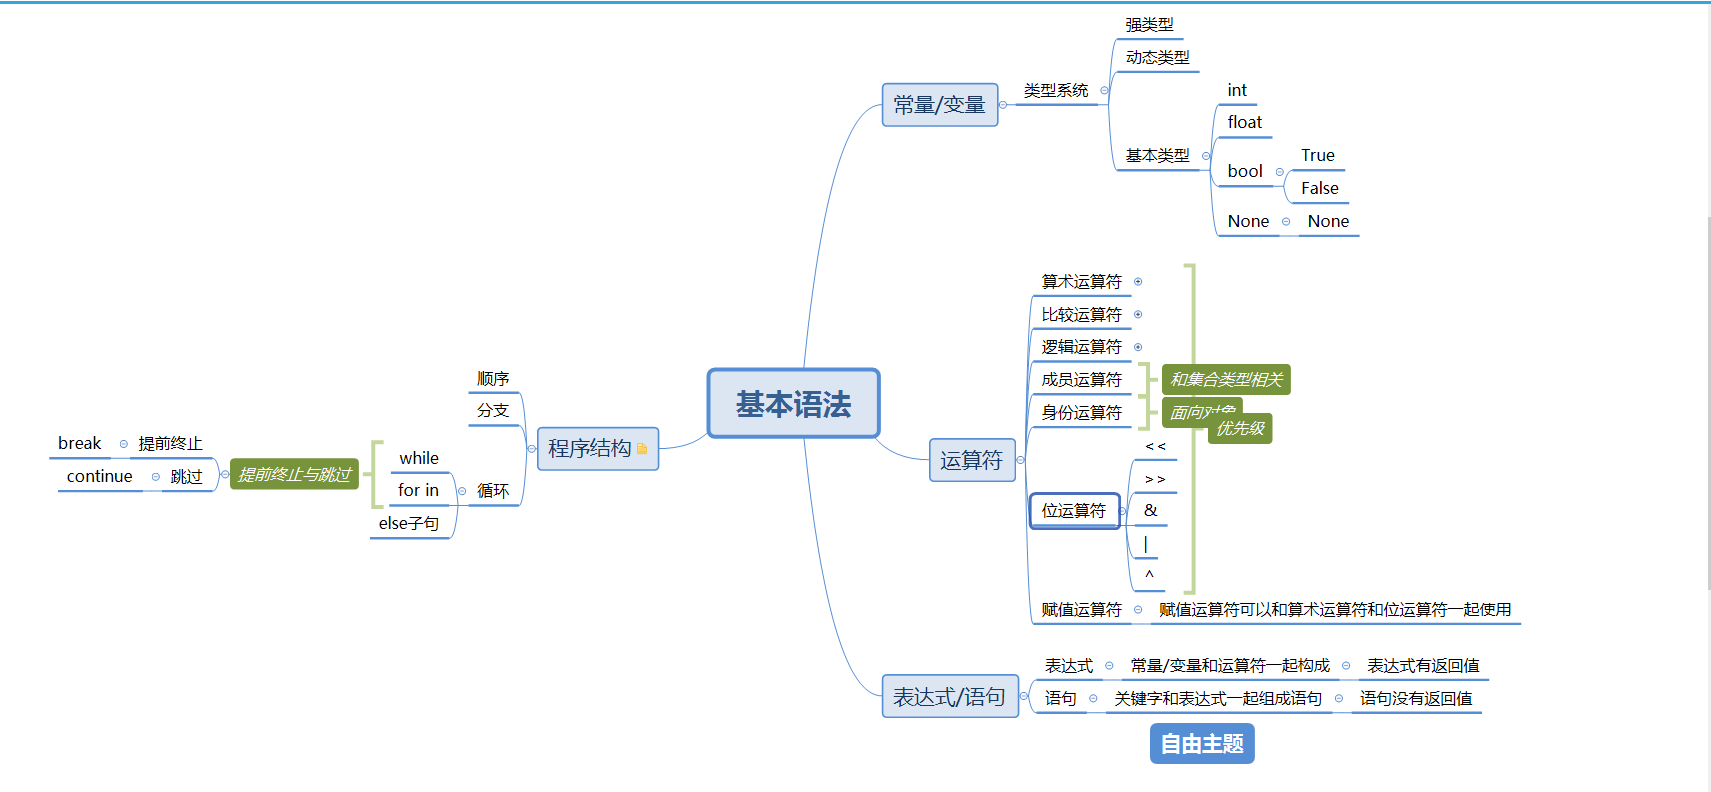 基本语法
常量/变量
类型系统
强类型
动态类型
基本类型
int
float
bool
True
False
None
None
运算符
算术运算符
比较运算符
逻辑运算符
成员运算符
和集合类型相关
身份运算符
面向对象
优先级
位运算符
<<
>>
&
|
^
赋值运算符
赋值运算符可以和算术运算符和位运算符一起使用
表达式/语句
表达式
常量/变量和运算符一起构成
表达式有返回值
语句
关键字和表达式一起组成语句
语句没有返回值
自由主题
程序结构
顺序
分支
循环
while
for in
else子句
提前终止与跳过
提前终止
break
跳过
continue